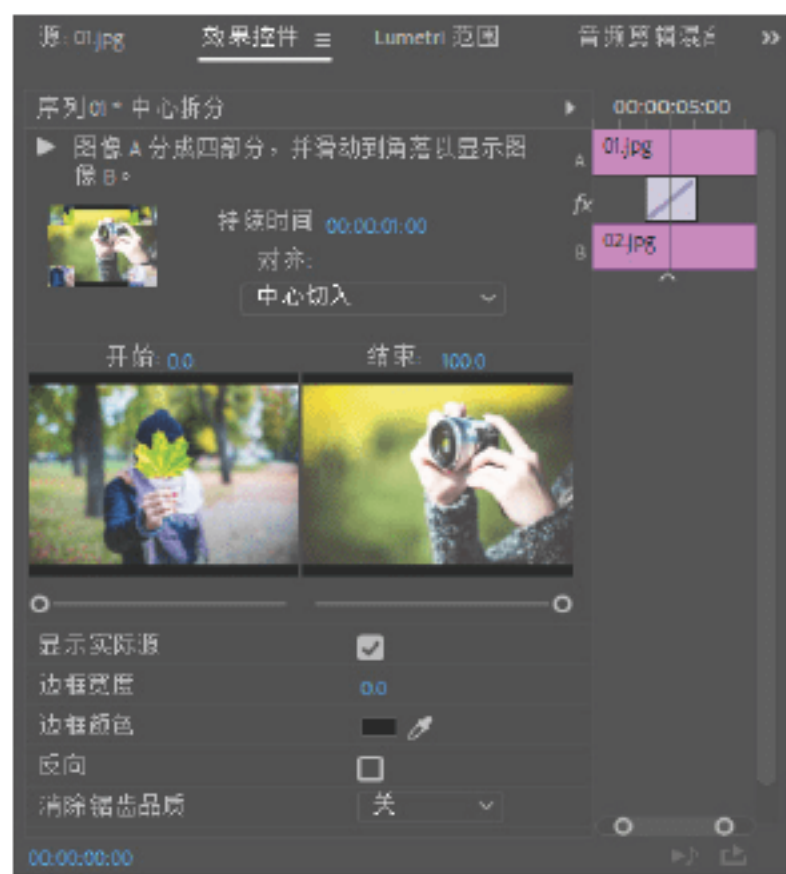 源: 01.jpg 效果控件 ≡ Lumetri 范围 音频剪辑混合 »
序列01 * 中心拆分 00:00:05:00
图像 A 分成四部分，并滑动到角落以显示图
像 B。
A 01.jpg
fx
B 02.jpg
持续时间 00:00:01:00
对齐:
中心切入
开始: 0.0 结束: 100.0
显示实际源
边框宽度 0.0
边框颜色
反向
消除锯齿品质 关
00:00:00:00